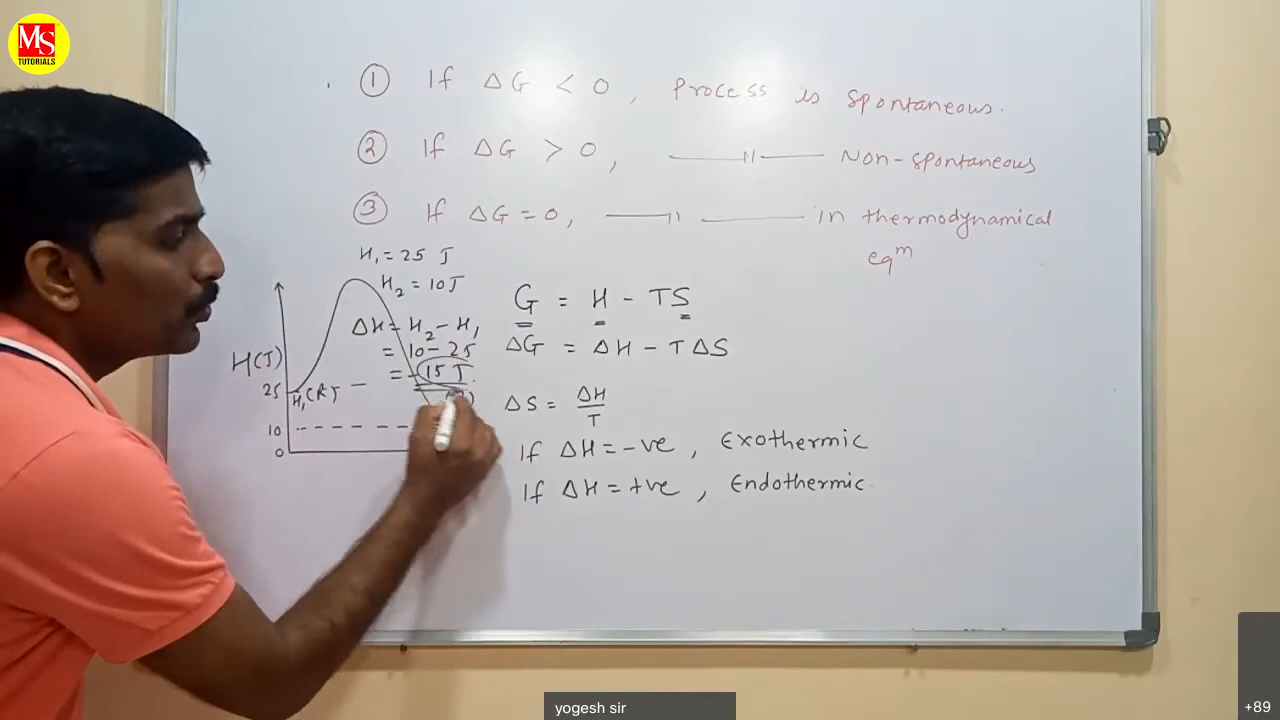 MS
TUTORIALS
① If ΔG < 0, Process is spontaneous.
② If ΔG > 0, —〃— Non-spontaneous
③ If ΔG = 0, —〃— in thermodynamical
eqᵐ
H₁ = 25 J
H₂ = 10J
ΔH = H₂ - H₁
= 10 - 25
= -15 J
H(J)
25
H₁(R)
10
0
G = H - TS
ΔG = ΔH - TΔS
ΔS = ΔH/T
If ΔH = -ve, Exothermic
If ΔH = +ve, Endothermic
yogesh sir
+89